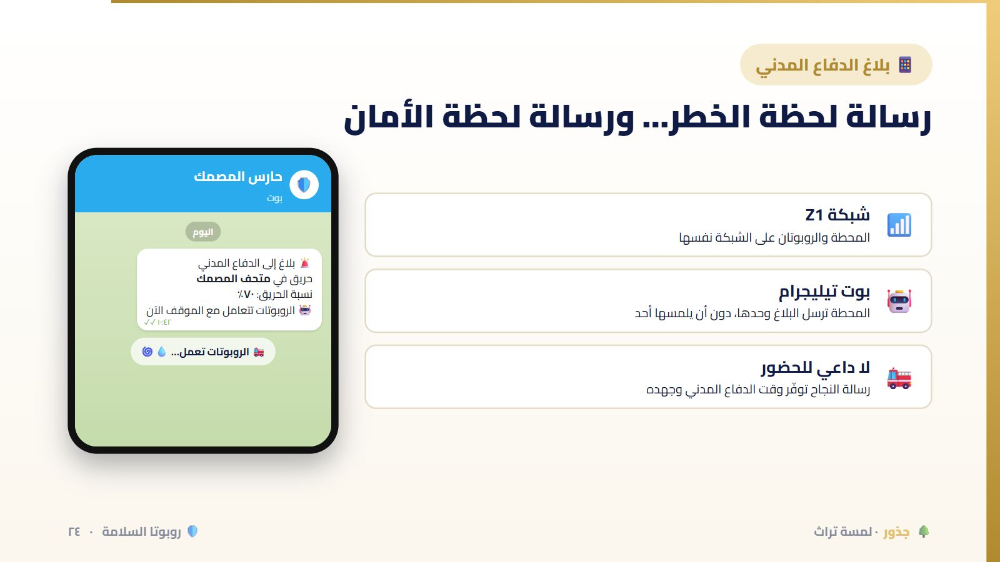 بلاغ الدفاع المدني
رسالة لحظة الخطر... ورسالة لحظة الأمان
شبكة Z1
المحطة والروبوتان على الشبكة نفسها
بوت تيليجرام
المحطة ترسل البلاغ وحدها، دون أن يلمسها أحد
لا داعي للحضور
رسالة النجاح توفّر وقت الدفاع المدني وجهده
حارس المصمك
بوت
اليوم
🚨 بلاغ إلى الدفاع المدني
حريق في متحف المصمك
نسبة الحريق: ٧٠٪
🤖 الروبوتات تتعامل مع الموقف الآن
١٠:٤٢ ✓✓
🚒 الروبوتات تعمل... 💧 🌀
جذور · لمسة تراث
روبوتا السلامة · ٢٤